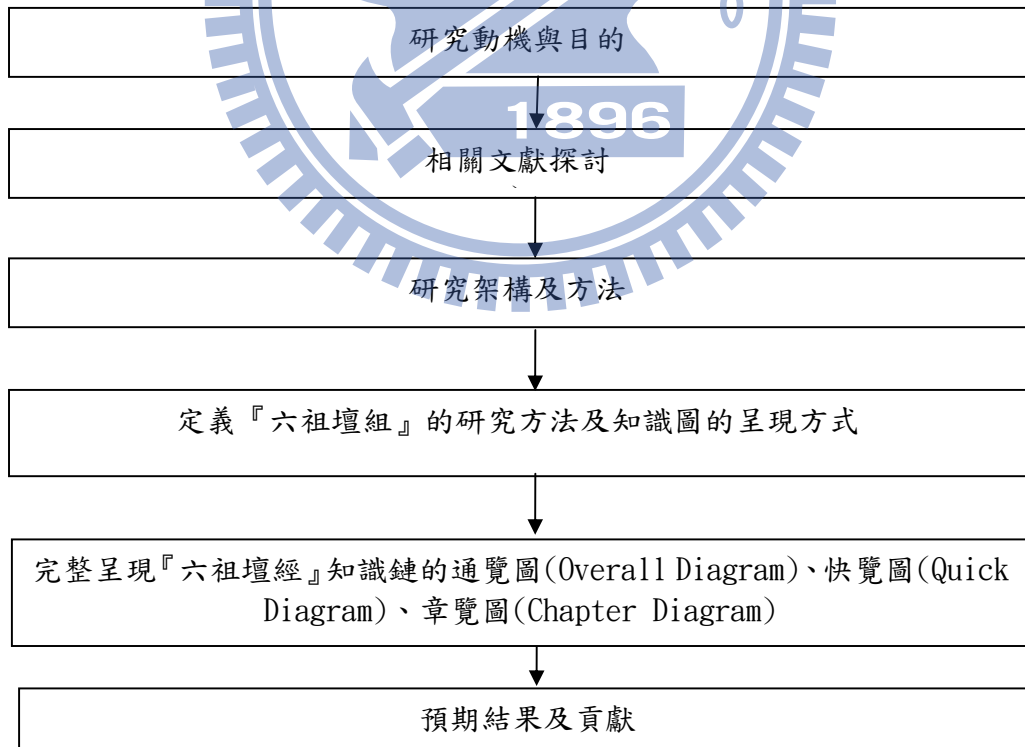 研究動機與目的
1896
相關文獻探討
研究架構及方法
定義『六祖壇組』的研究方法及知識圖的呈現方式
完整呈現『六祖壇經』知識鏈的通覽圖(Overall Diagram)、快覽圖(Quick
Diagram)、章覽圖(Chapter Diagram)
預期結果及貢獻